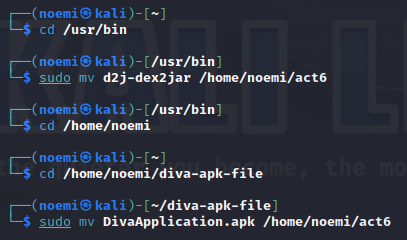 ┌──(noemi㉿kali)-[~]
└─$ cd /usr/bin
┌──(noemi㉿kali)-[/usr/bin]
└─$ sudo mv d2j-dex2jar /home/noemi/act6
┌──(noemi㉿kali)-[/usr/bin]
└─$ cd /home/noemi
┌──(noemi㉿kali)-[~]
└─$ cd /home/noemi/diva-apk-file
┌──(noemi㉿kali)-[~/diva-apk-file]
└─$ sudo mv DivaApplication.apk /home/noemi/act6